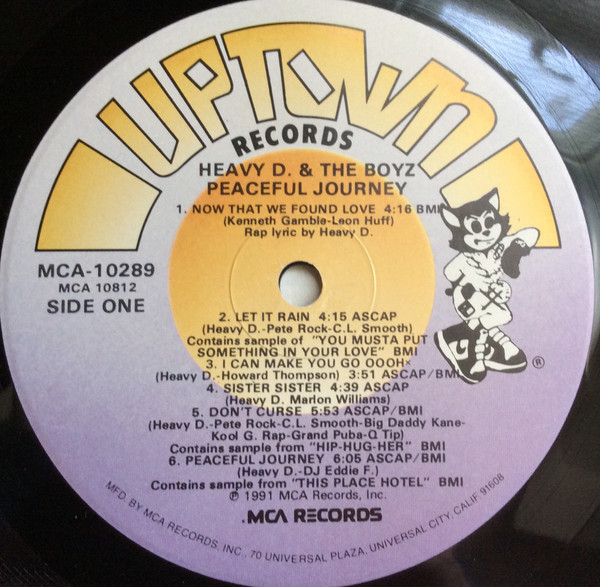 UPTOWN
RECORDS
HEAVY D. & THE BOYZ
PEACEFUL JOURNEY
1. NOW THAT WE FOUND LOVE 4:16 BMI
(Kenneth Gamble-Leon Huff)
Rap lyric by Heavy D.
MCA-10289
MCA 10812
SIDE ONE
2. LET IT RAIN 4:15 ASCAP
(Heavy D.-Pete Rock-C.L. Smooth)
Contains sample of "YOU MUSTA PUT
SOMETHING IN YOUR LOVE" BMI
3. I CAN MAKE YOU GO OOOH
(Heavy D.-Howard Thompson) 3:51 ASCAP/BMI
4. SISTER SISTER 4:39 ASCAP
(Heavy D. Marlon Williams)
5. DON'T CURSE 5:53 ASCAP/BMI
(Heavy D.-Pete Rock-C.L. Smooth-Big Daddy Kane-
Kool G. Rap-Grand Puba-Q Tip)
Contains sample from "HIP-HUG-HER" BMI
6. PEACEFUL JOURNEY 6:05 ASCAP/BMI
(Heavy D.-DJ Eddie F.)
Contains sample from "THIS PLACE HOTEL" BMI
℗ 1991 MCA Records, Inc.
.MCA RECORDS
MFD. BY MCA RECORDS, INC., 70 UNIVERSAL PLAZA, UNIVERSAL CITY, CALIF. 91608
®